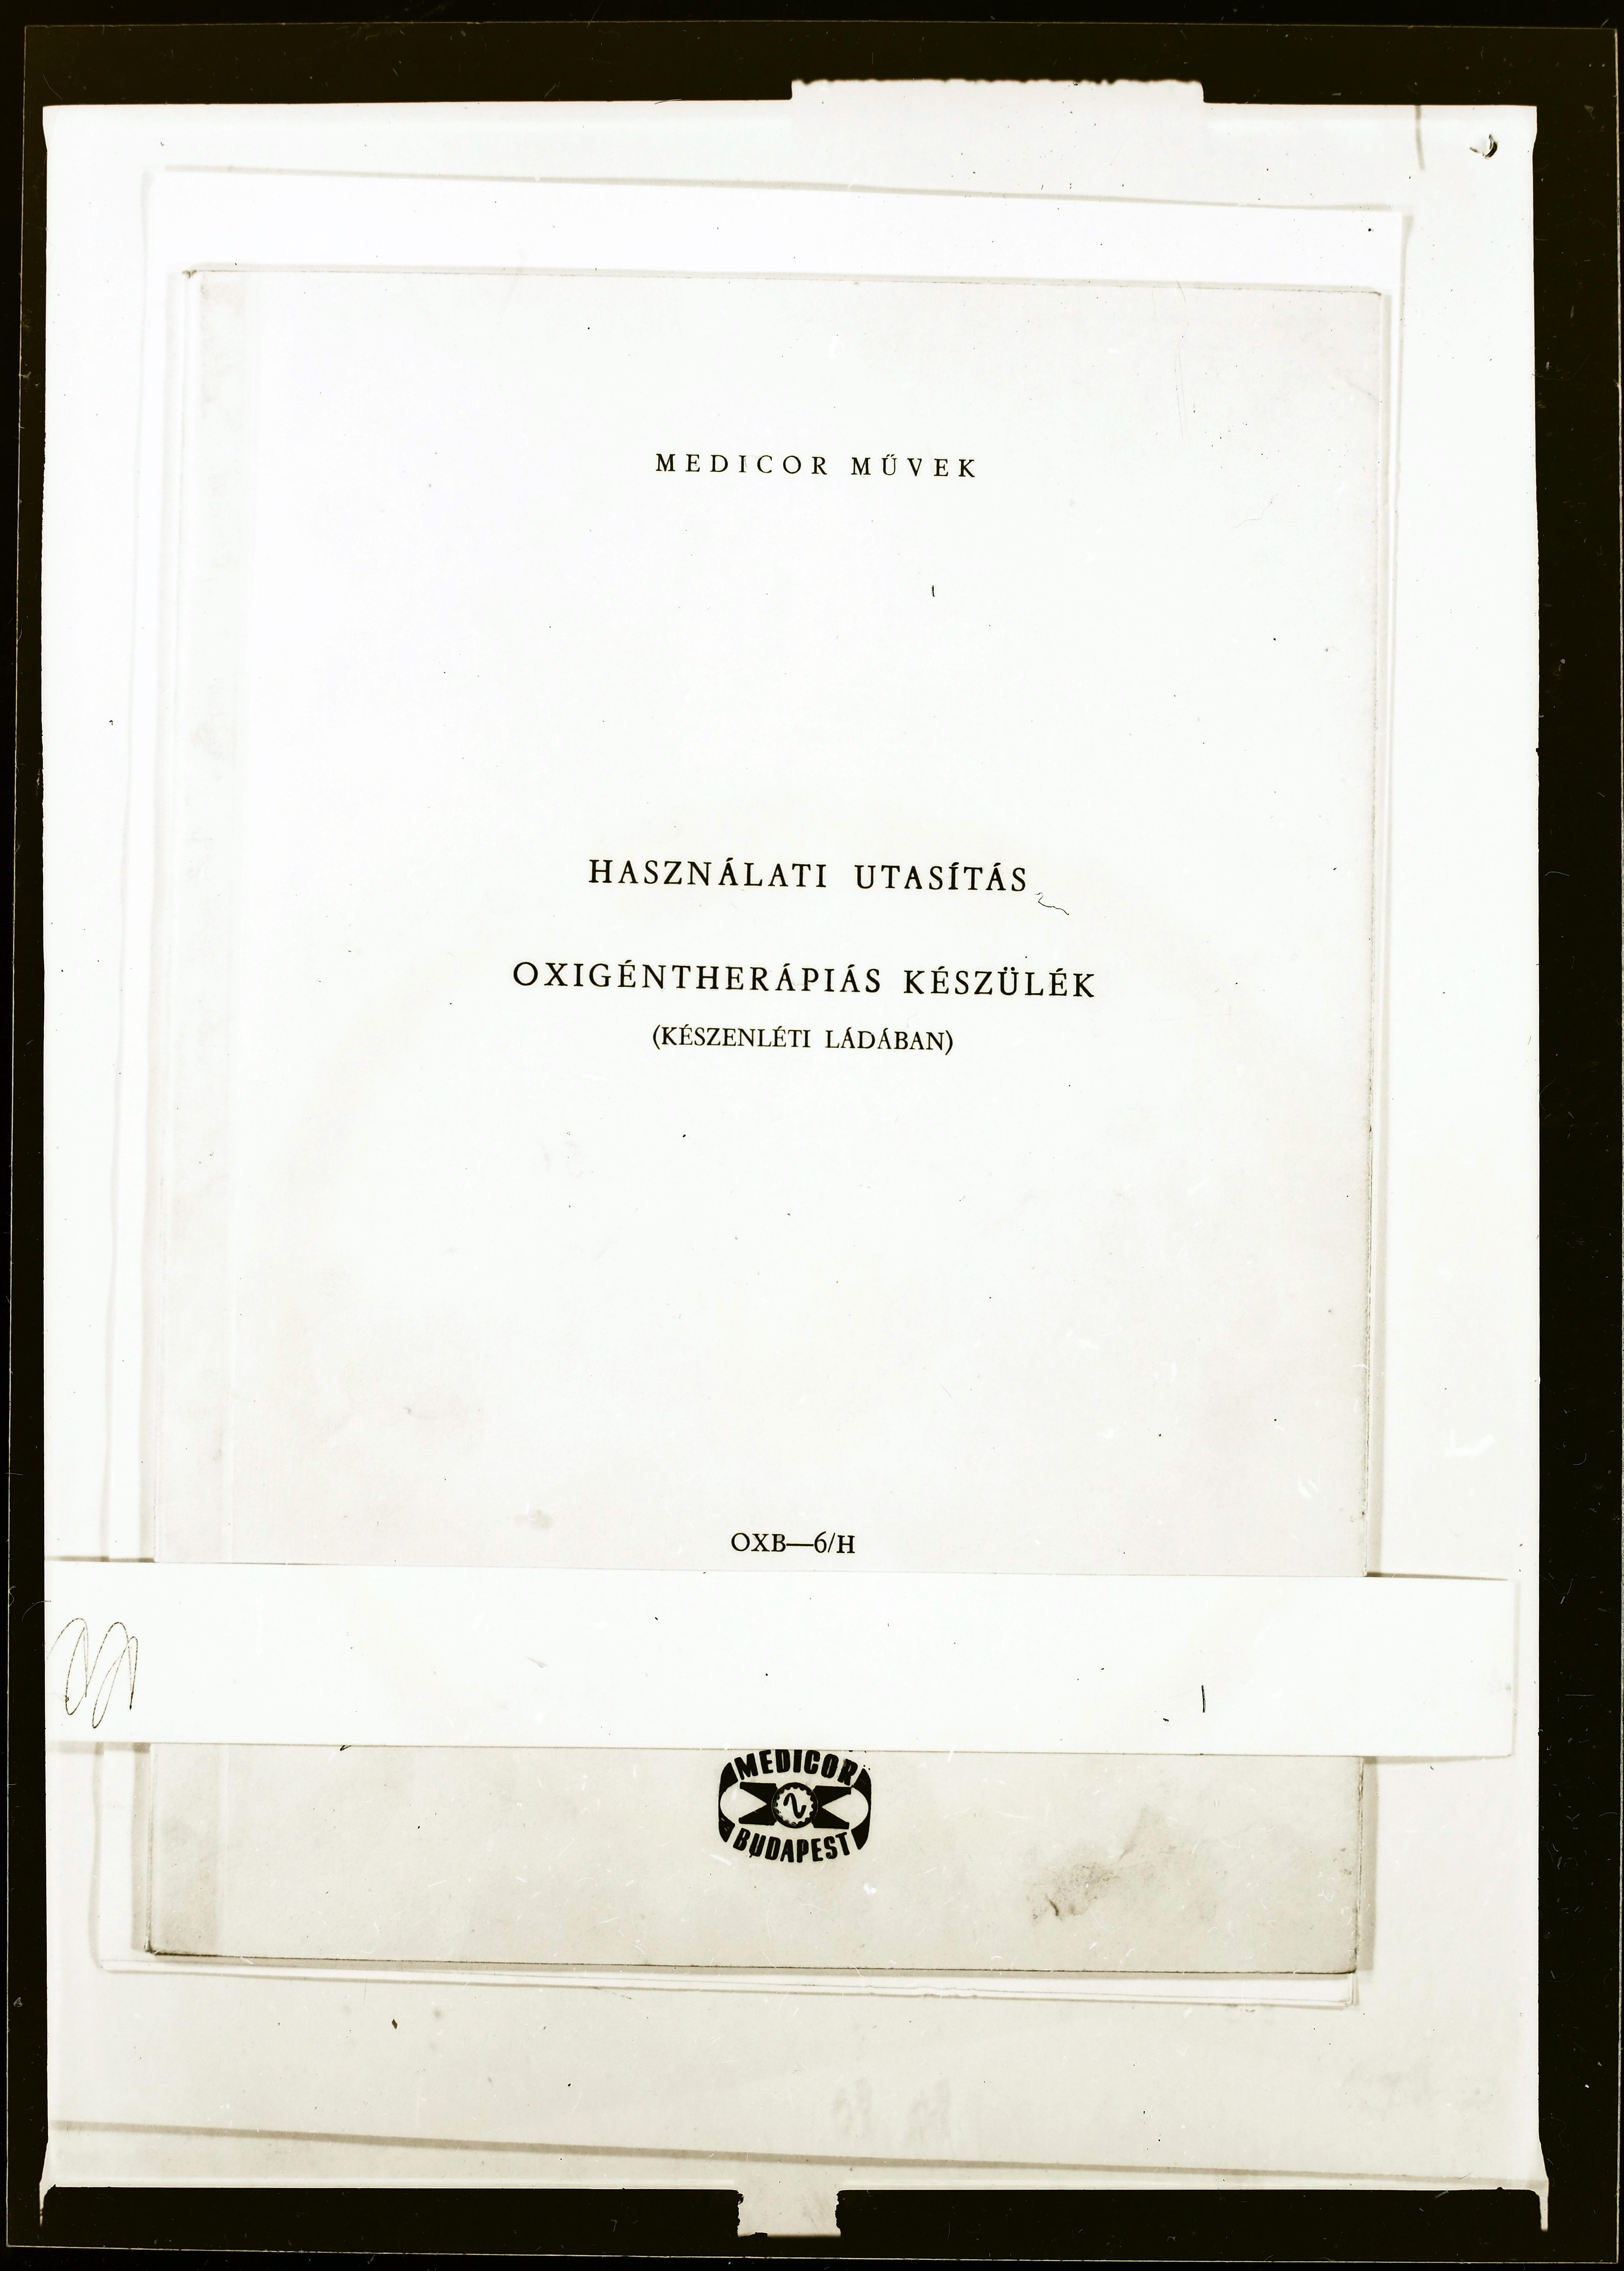 MEDICOR MŰVEK
HASZNÁLATI UTASÍTÁS
OXIGÉNTHERÁPIÁS KÉSZÜLÉK
(KÉSZENLÉTI LÁDÁBAN)
OXB—6/H
MEDICOR
BUDAPEST